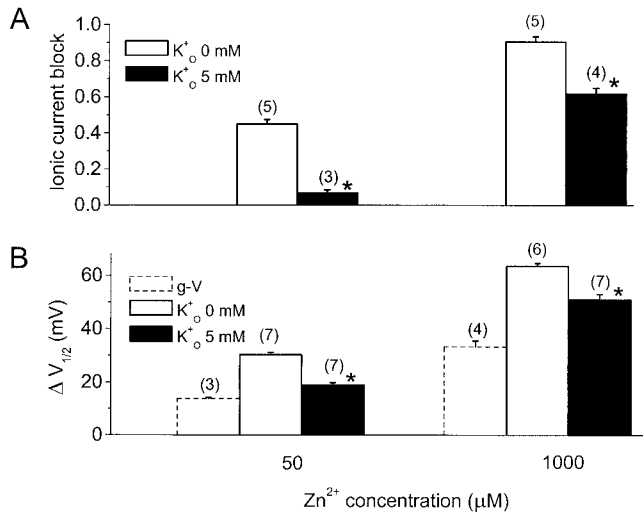 A
Ionic current block
1.0
0.8
0.6
0.4
0.2
0.0
K⁺O 0 mM
K⁺O 5 mM
(5)
(3) *
(5)
(4) *
B
Δ V1/2 (mV)
60
40
20
0
g-V
K⁺O 0 mM
K⁺O 5 mM
(3)
(7)
(7) *
(4)
(6)
(7) *
50
1000
Zn²⁺ concentration (μM)